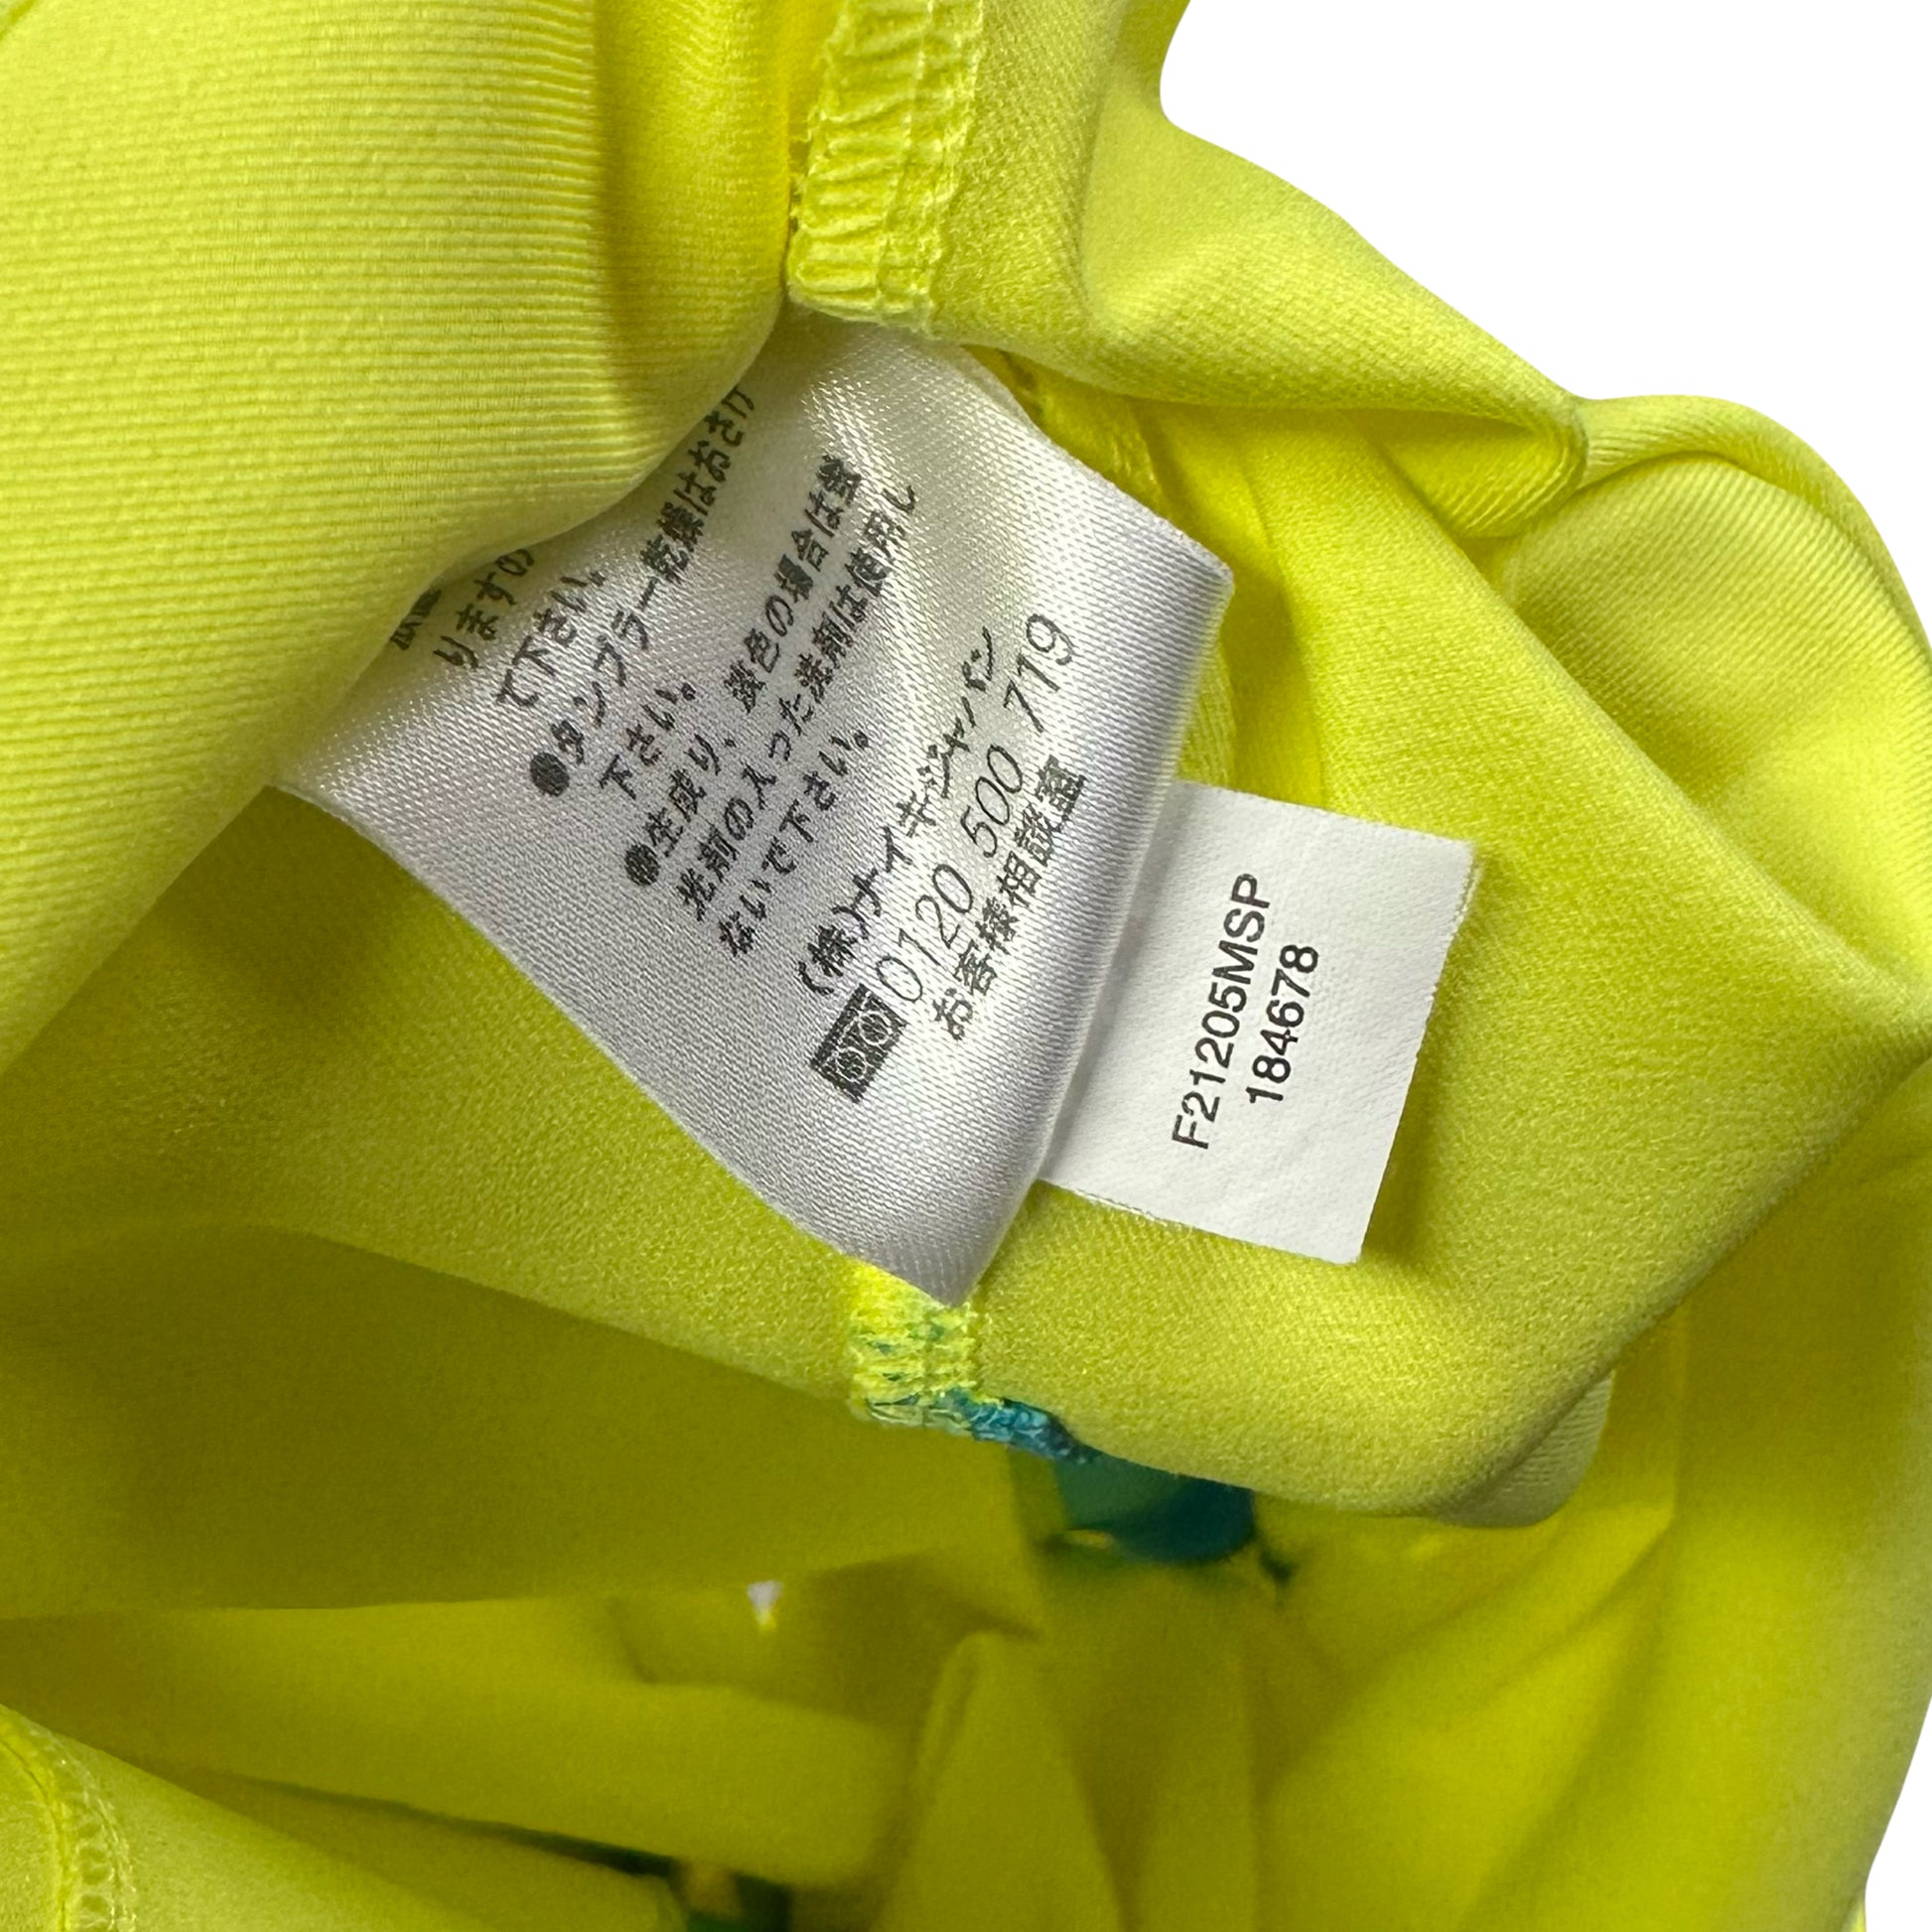 りますの
て下さい。
●タンブラー乾燥はおさけ
下さい。
●生成り、淡色の場合は蛍
光剤の入った洗剤は使用し
ないで下さい。
(株)ナイキジャパン
0120 500 719
お客様相談室
F21205MSP
184678